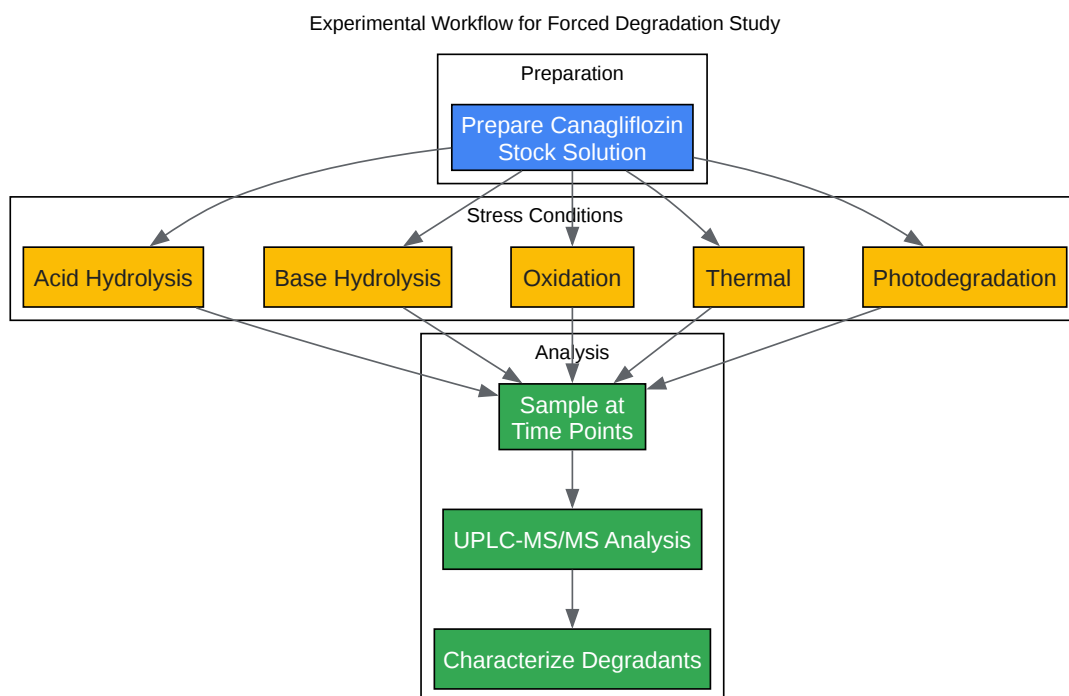 Experimental Workflow for Forced Degradation Study
Preparation
Prepare Canagliflozin
Stock Solution
Stress Conditions
Acid Hydrolysis
Base Hydrolysis
Oxidation
Thermal
Photodegradation
Analysis
Sample at
Time Points
UPLC-MS/MS Analysis
Characterize Degradants